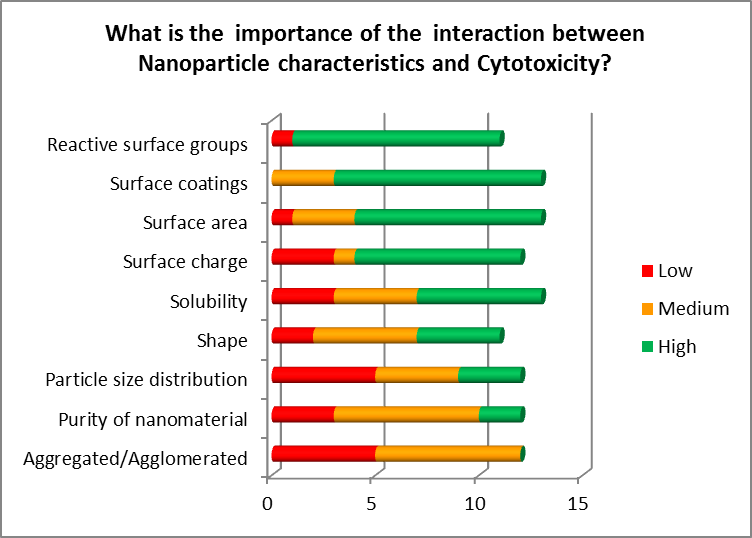 What is the importance of the interaction between
Nanoparticle characteristics and Cytotoxicity?
Reactive surface groups
Surface coatings
Surface area
Surface charge
Solubility
Shape
Particle size distribution
Purity of nanomaterial
Aggregated/Agglomerated
0 5 10 15
Low
Medium
High